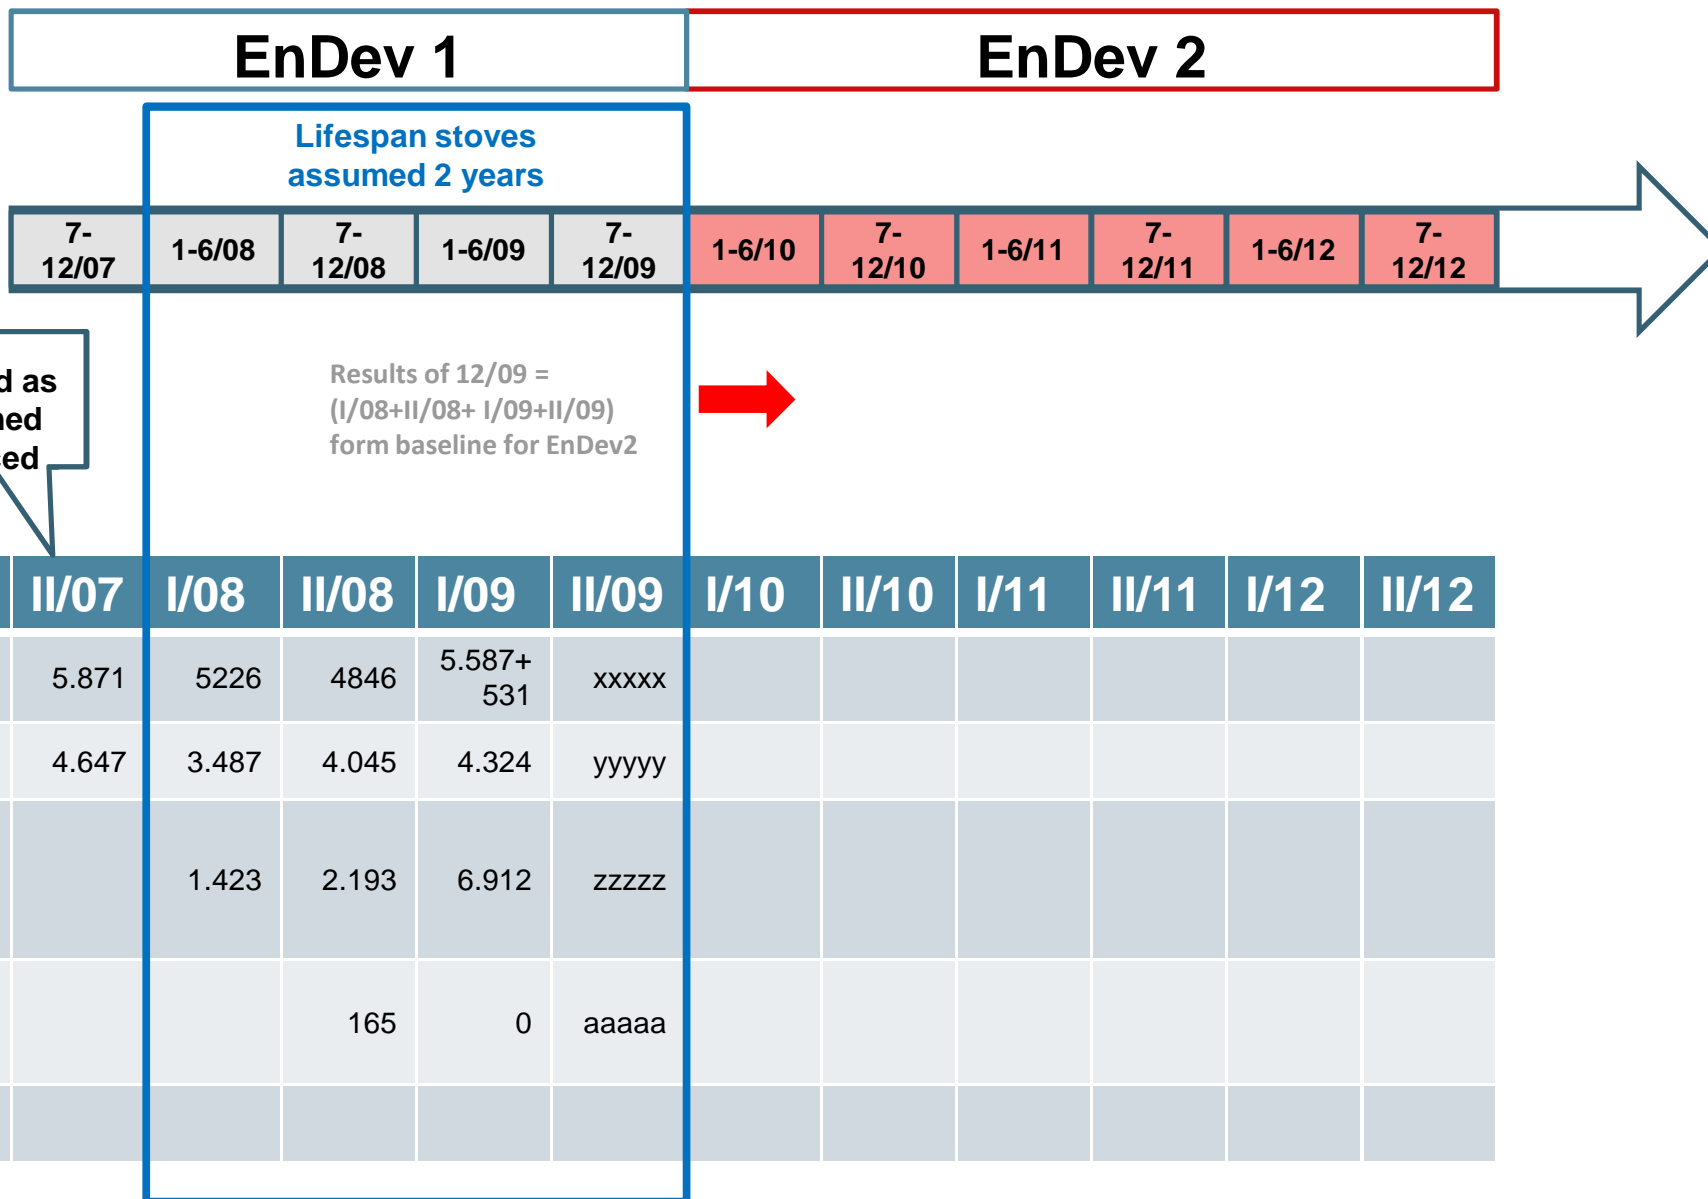 EnDev 1
EnDev 2
Lifespan stoves
assumed 2 years
7-
12/07
1-6/08
7-
12/08
1-6/09
7-
12/09
1-6/10
7-
12/10
1-6/11
7-
12/11
1-6/12
7-
12/12
as
Results of 12/09 =
(I/08+II/08+ I/09+II/09)
form baseline for EnDev2
II/07 I/08 II/08 I/09 II/09 I/10 II/10 I/11 II/11 I/12 II/12
5.871 5226 4846 5.587+
531 xxxxx
4.647 3.487 4.045 4.324 yyyyy
1.423 2.193 6.912 zzzzz
165 0 aaaaa